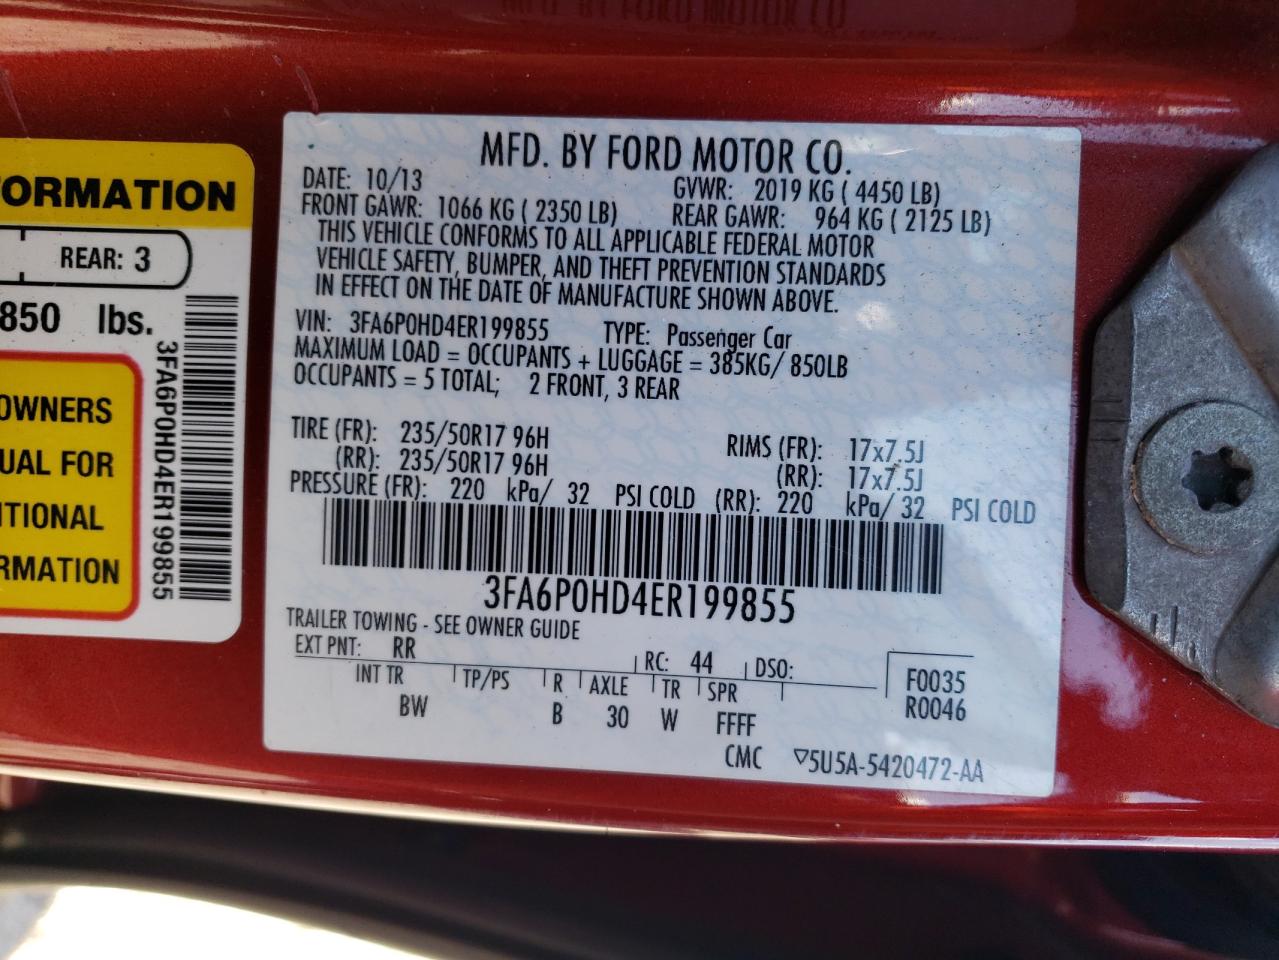 MFD. BY FORD MOTOR CO.
DATE: 10/13 GVWR: 2019 KG ( 4450 LB)
FRONT GAWR: 1066 KG ( 2350 LB) REAR GAWR: 964 KG ( 2125 LB)
THIS VEHICLE CONFORMS TO ALL APPLICABLE FEDERAL MOTOR
VEHICLE SAFETY, BUMPER, AND THEFT PREVENTION STANDARDS
IN EFFECT ON THE DATE OF MANUFACTURE SHOWN ABOVE.
VIN: 3FA6P0HD4ER199855 TYPE: Passenger Car
MAXIMUM LOAD = OCCUPANTS + LUGGAGE = 385KG/ 850LB
OCCUPANTS = 5 TOTAL; 2 FRONT, 3 REAR
TIRE (FR): 235/50R17 96H RIMS (FR): 17x7.5J
(RR): 235/50R17 96H (RR): 17x7.5J
PRESSURE (FR): 220 kPa/ 32 PSI COLD (RR): 220 kPa/ 32 PSI COLD
3FA6P0HD4ER199855
TRAILER TOWING - SEE OWNER GUIDE
EXT PNT: RR RC: 44 DSO:
INT TR TP/PS R AXLE TR SPR
BW B 30 W FFFF
F0035
R0046
CMC ▽5U5A-5420472-AA
FORMATION
REAR: 3
850 lbs.
OWNERS
UAL FOR
ITIONAL
RMATION
3FA6P0HD4ER199855